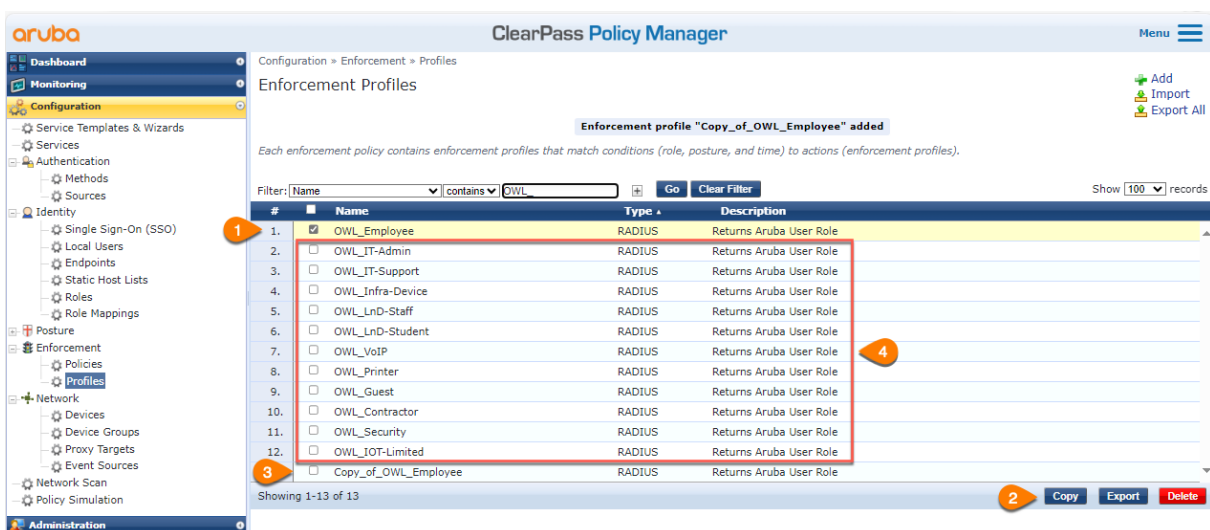 aruba
ClearPass Policy Manager
Menu
Dashboard
Monitoring
Configuration
Service Templates & Wizards
Services
Authentication
Methods
Sources
Identity
Single Sign-On (SSO)
Local Users
Endpoints
Static Host Lists
Roles
Role Mappings
Posture
Enforcement
Policies
Profiles
Network
Devices
Device Groups
Proxy Targets
Event Sources
Network Scan
Policy Simulation
Administration
Configuration » Enforcement » Profiles
Enforcement Profiles
Add
Import
Export All
Enforcement profile "Copy_of_OWL_Employee" added
Each enforcement policy contains enforcement profiles that match conditions (role, posture, and time) to actions (enforcement profiles).
Filter: Name contains OWL_ + Go Clear Filter Show 100 records
# Name Type Description
1 1. OWL_Employee RADIUS Returns Aruba User Role
2. OWL_IT-Admin RADIUS Returns Aruba User Role
3. OWL_IT-Support RADIUS Returns Aruba User Role
4. OWL_Infra-Device RADIUS Returns Aruba User Role
5. OWL_LnD-Staff RADIUS Returns Aruba User Role
6. OWL_LnD-Student RADIUS Returns Aruba User Role
7. OWL_VoIP RADIUS Returns Aruba User Role 4
8. OWL_Printer RADIUS Returns Aruba User Role
9. OWL_Guest RADIUS Returns Aruba User Role
10. OWL_Contractor RADIUS Returns Aruba User Role
11. OWL_Security RADIUS Returns Aruba User Role
12. OWL_IOT-Limited RADIUS Returns Aruba User Role
3 Copy_of_OWL_Employee RADIUS Returns Aruba User Role
Showing 1-13 of 13 2 Copy Export Delete